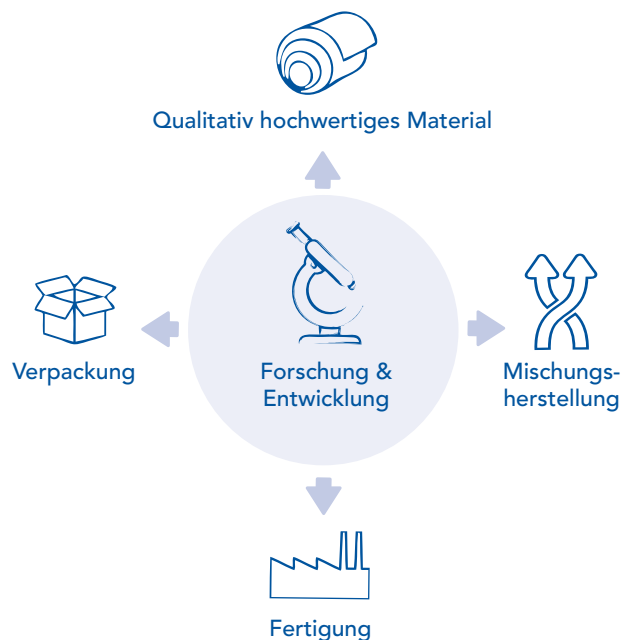 Qualitativ hochwertiges Material
Verpackung
Forschung &
Entwicklung
Mischungs-
herstellung
Fertigung